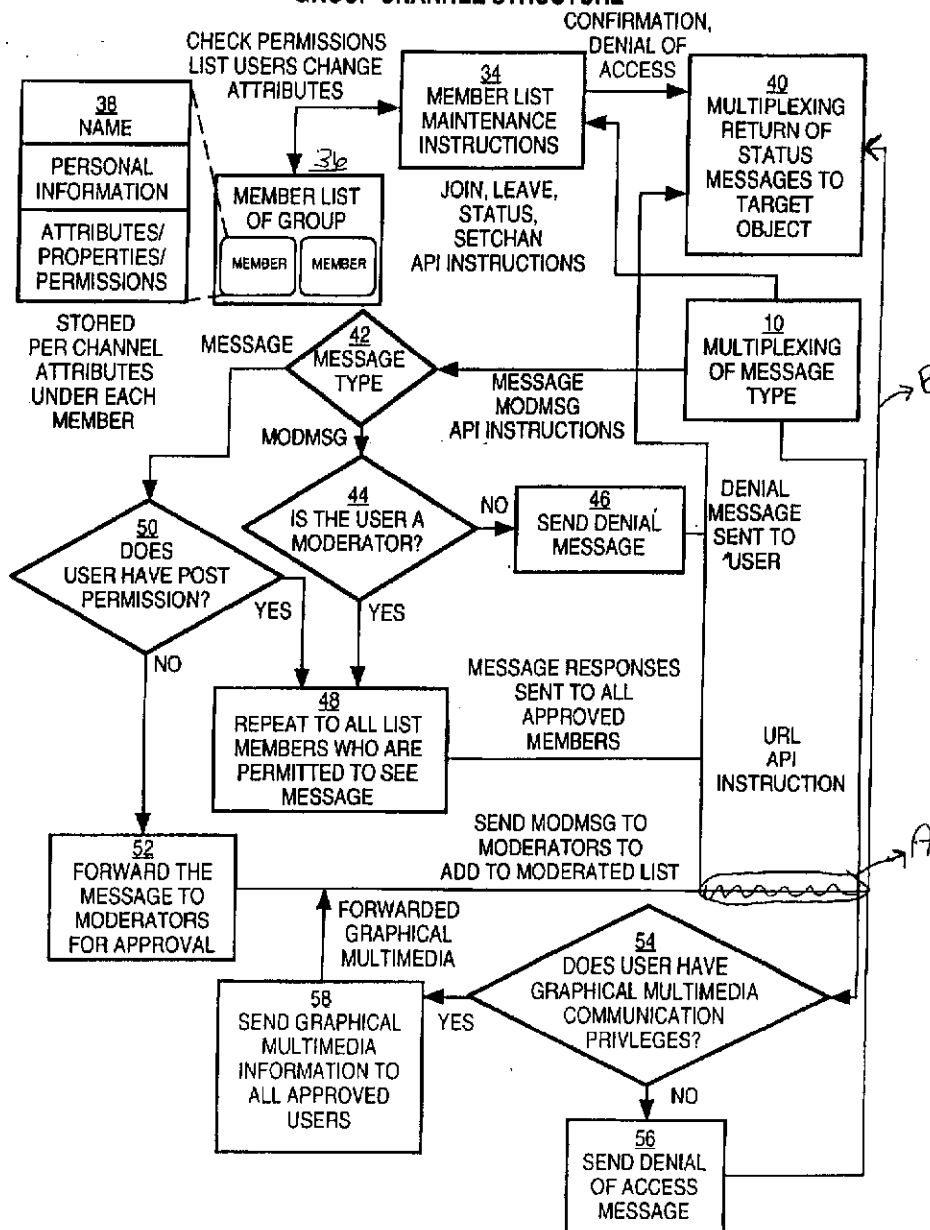 GROUP CHANNEL STRUCTURE
CONFIRMATION,
DENIAL OF
ACCESS
CHECK PERMISSIONS
LIST USERS CHANGE
ATTRIBUTES
38
NAME
PERSONAL
INFORMATION
ATTRIBUTES/
PROPERTIES/
PERMISSIONS
STORED
PER CHANNEL
ATTRIBUTES
UNDER EACH
MEMBER
34
MEMBER LIST
MAINTENANCE
INSTRUCTIONS
40
MULTIPLEXING
RETURN OF
STATUS
MESSAGES TO
TARGET
OBJECT
36
MEMBER LIST
OF GROUP
MEMBER
MEMBER
JOIN, LEAVE,
STATUS,
SETCHAN
API INSTRUCTIONS
10
MULTIPLEXING
OF MESSAGE
TYPE
MESSAGE
42
MESSAGE
TYPE
MESSAGE
MODMSG
API INSTRUCTIONS
B
MODMSG
44
IS THE USER A
MODERATOR?
NO
46
SEND DENIAL
MESSAGE
DENIAL
MESSAGE
SENT TO
USER
50
DOES
USER HAVE POST
PERMISSION?
YES
YES
NO
48
REPEAT TO ALL LIST
MEMBERS WHO ARE
PERMITTED TO SEE
MESSAGE
MESSAGE RESPONSES
SENT TO ALL
APPROVED
MEMBERS
URL
API
INSTRUCTION
52
FORWARD THE
MESSAGE TO
MODERATORS
FOR APPROVAL
SEND MODMSG TO
MODERATORS TO
ADD TO MODERATED LIST
A
FORWARDED
GRAPHICAL
MULTIMEDIA
54
DOES USER HAVE
GRAPHICAL MULTIMEDIA
COMMUNICATION
PRIVLEGES?
YES
58
SEND GRAPHICAL
MULTIMEDIA
INFORMATION TO
ALL APPROVED
USERS
NO
56
SEND DENIAL
OF ACCESS
MESSAGE